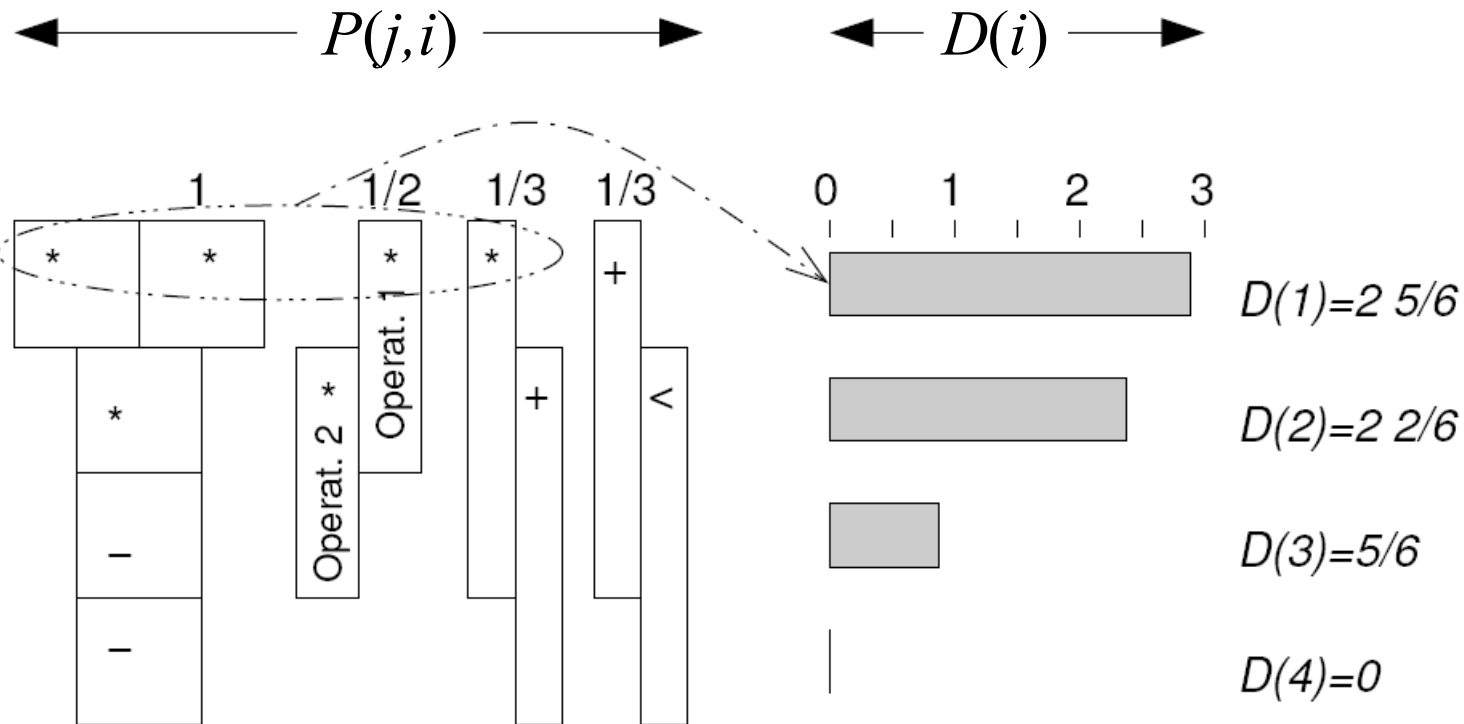 P(j,i) D(i)
1 1/2 1/3 1/3 0 1 2 3
* * * * +
Operat. 1
D(1)=2 5/6
* Operat. 2 * + < D(2)=2 2/6
– D(3)=5/6
– D(4)=0